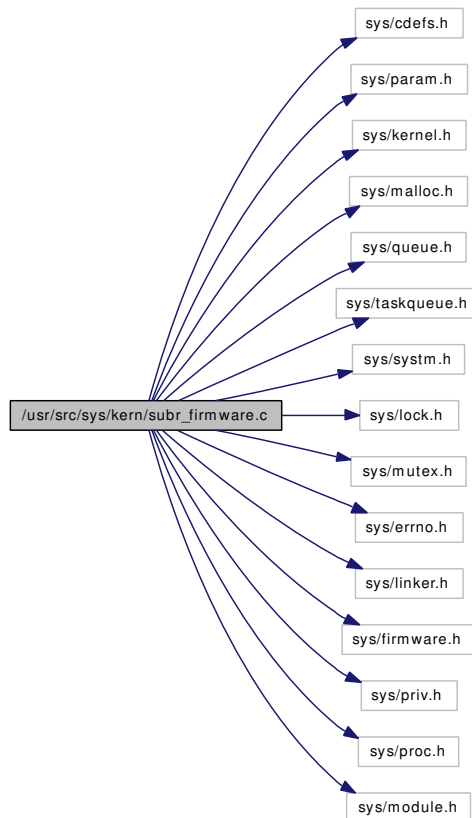 sys/cdefs.h
sys/param.h
sys/kernel.h
sys/malloc.h
sys/queue.h
sys/taskqueue.h
sys/systm.h
/usr/src/sys/kern/subr_firmware.c
sys/lock.h
sys/mutex.h
sys/errno.h
sys/linker.h
sys/firmware.h
sys/priv.h
sys/proc.h
sys/module.h